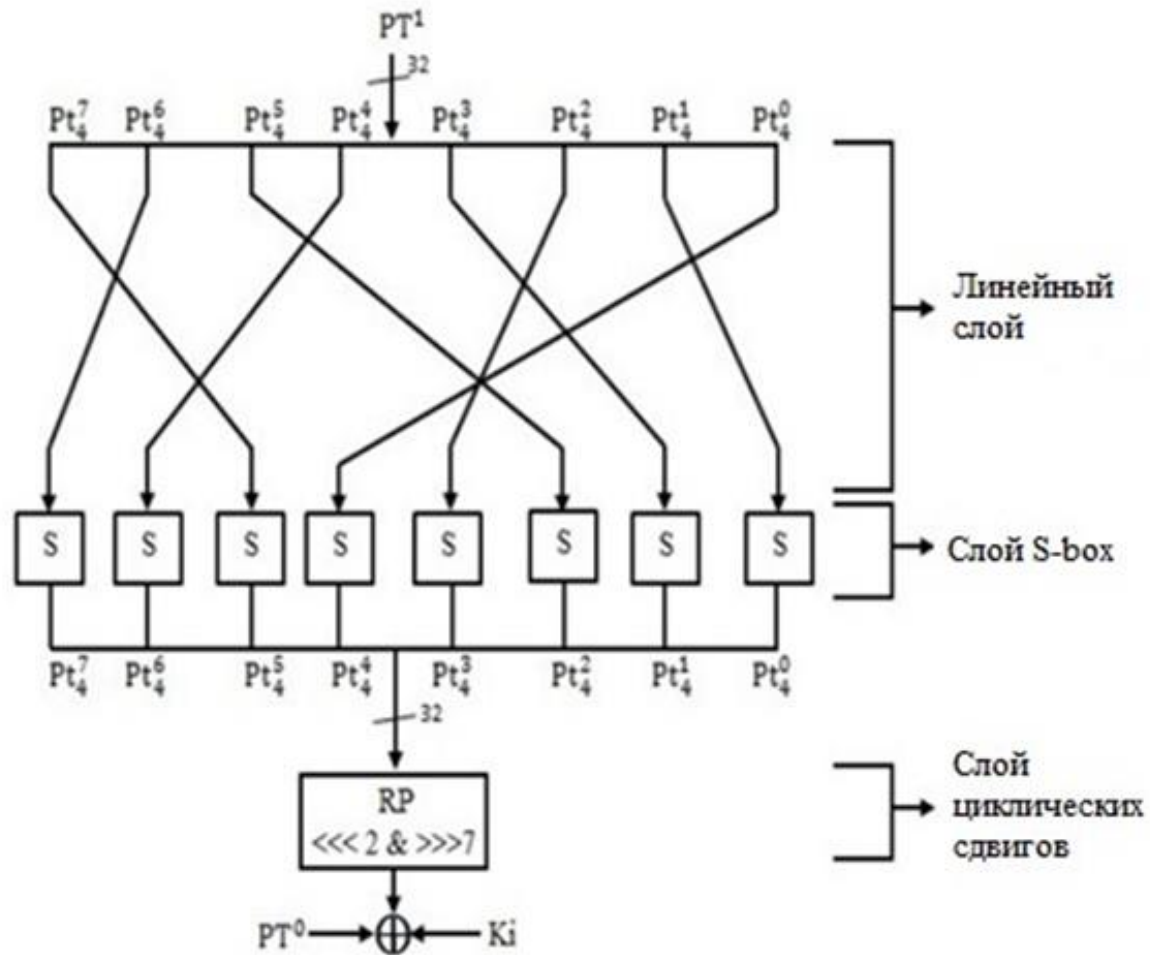 PT¹
32
Pt₄⁷ Pt₄⁶ Pt₄⁵ Pt₄⁴ Pt₄³ Pt₄² Pt₄¹ Pt₄⁰
Линейный
слой
S S S S S S S S
Слой S-box
Pt₄⁷ Pt₄⁶ Pt₄⁵ Pt₄⁴ Pt₄³ Pt₄² Pt₄¹ Pt₄⁰
32
RP
<<< 2 & >>>7
Слой
циклических
сдвигов
PT⁰ Ki